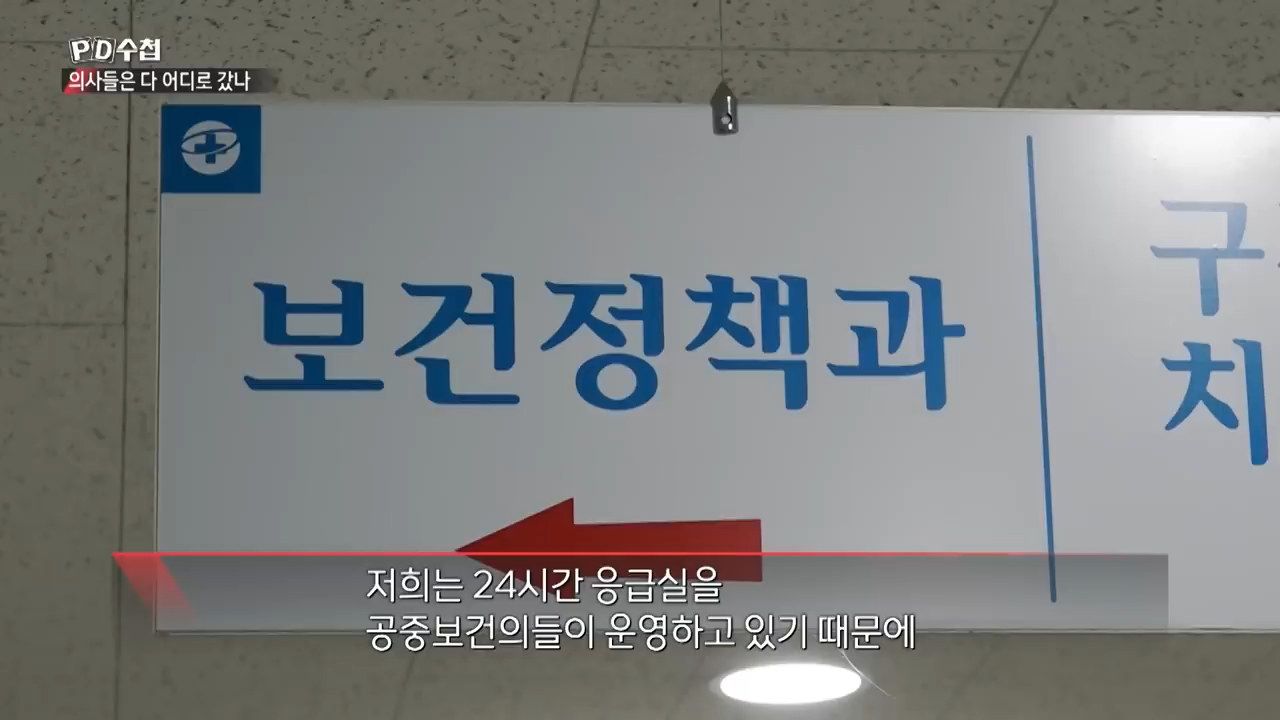 PD수첩
의사들은 다 어디로 갔나
보건정책과
구
치
저희는 24시간 응급실을
공중보건의들이 운영하고 있기 때문에